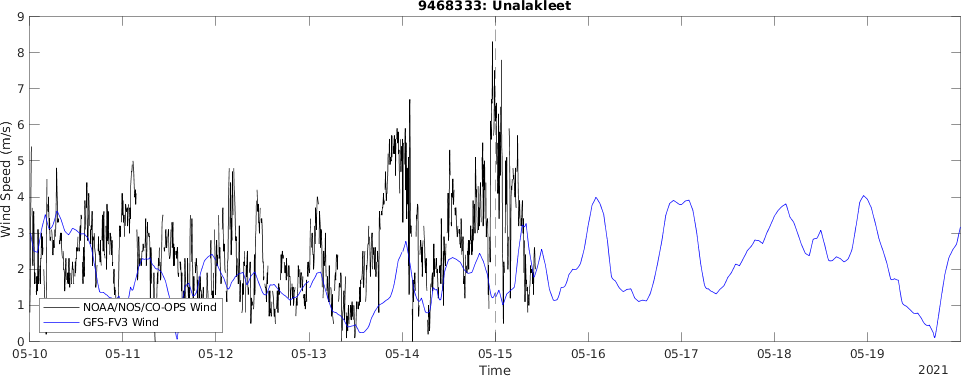 9468333: Unalakleet
9
8
7
6
5
4
3
2
1
0
Wind Speed (m/s)
NOAA/NOS/CO-OPS Wind
GFS-FV3 Wind
05-10 05-11 05-12 05-13 05-14 05-15 05-16 05-17 05-18 05-19
Time
2021